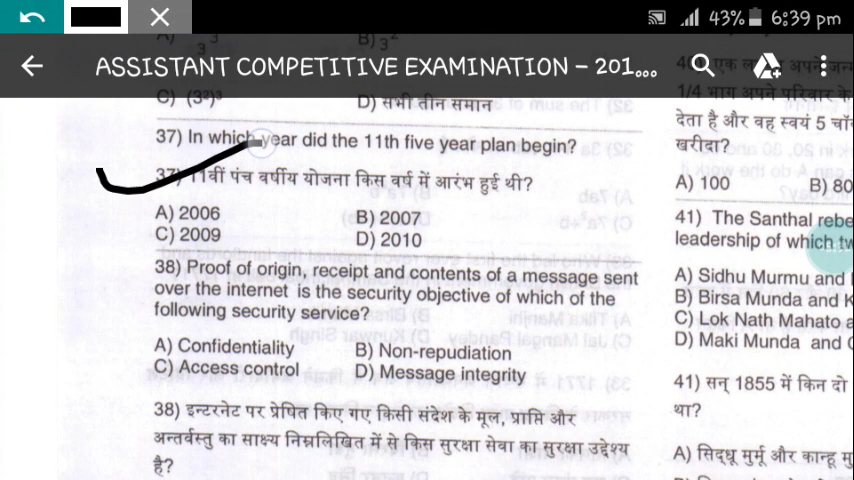 43% 6:39 pm
ASSISTANT COMPETITIVE EXAMINATION – 201...
C) (3²)³ D) सभी तीन समान
37) In which year did the 11th five year plan begin?
37) 11वीं पंच वर्षीय योजना किस वर्ष में आरंभ हुई थी?
A) 2006 B) 2007
C) 2009 D) 2010
38) Proof of origin, receipt and contents of a message sent
over the internet is the security objective of which of the
following security service?
A) Confidentiality B) Non-repudiation
C) Access control D) Message integrity
38) इन्टरनेट पर प्रेषित किए गए किसी संदेश के मूल, प्राप्ति और
अन्तर्वस्तु का साक्ष्य निम्नलिखित में से किस सुरक्षा सेवा का सुरक्षा उद्देश्य
है?
1/4 भाग अपने परिवार के
देता है और वह स्वयं 5
खरीदा?
A) 100 B) 80
41) The Santhal
leadership of which
A) Sidhu Murmu and
B) Birsa Munda and
C) Lok Nath Mahato
D) Maki Munda and
41) सन् 1855 में किन दो
था?
A) सिद्धू मुर्मू और कान्हू